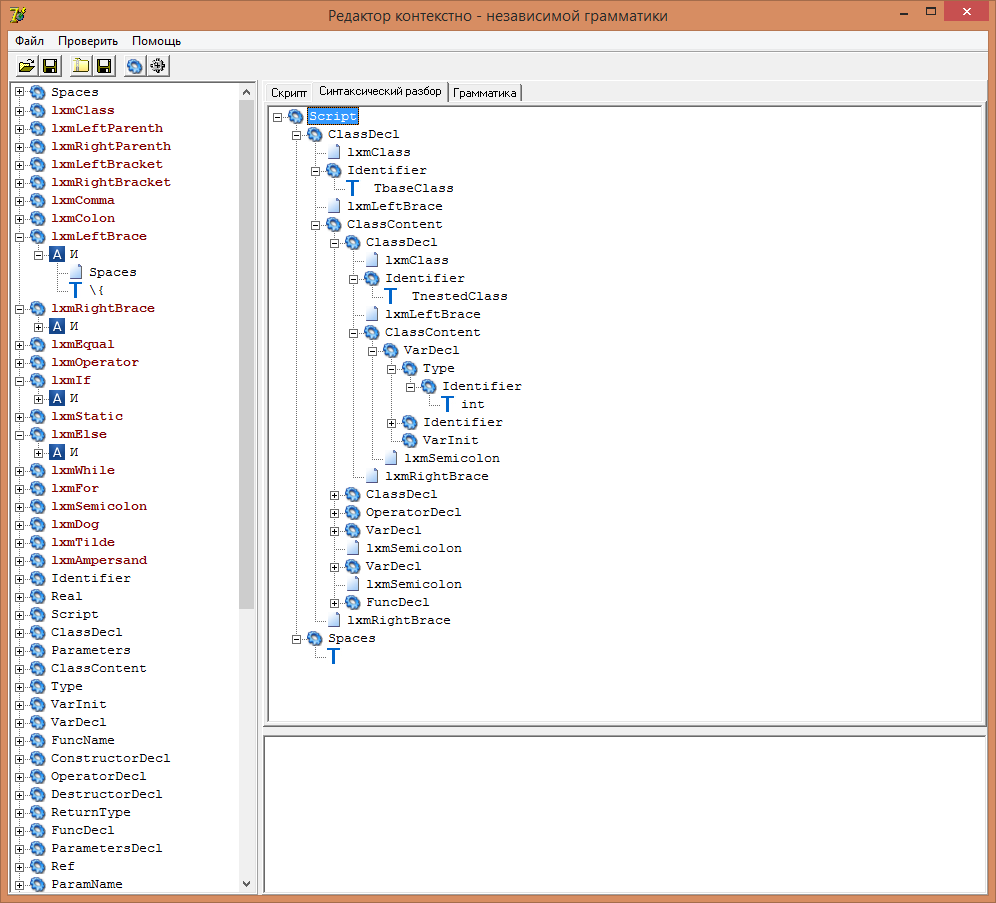 Редактор контекстно - независимой грамматики
Файл Проверить Помощь
Spaces
lxmClass
lxmLeftParenth
lxmRightParenth
lxmLeftBracket
lxmRightBracket
lxmComma
lxmColon
lxmLeftBrace
А И
Spaces
T \{
lxmRightBrace
А И
lxmEqual
lxmOperator
lxmIf
А И
lxmStatic
lxmElse
А И
lxmWhile
lxmFor
lxmSemicolon
lxmDog
lxmTilde
lxmAmpersand
Identifier
Real
Script
ClassDecl
Parameters
ClassContent
Type
VarInit
VarDecl
FuncName
ConstructorDecl
OperatorDecl
DestructorDecl
ReturnType
FuncDecl
ParametersDecl
Ref
ParamName
Скрипт Синтаксический разбор Грамматика
Script
ClassDecl
lxmClass
Identifier
T TbaseClass
lxmLeftBrace
ClassContent
ClassDecl
lxmClass
Identifier
T TnestedClass
lxmLeftBrace
ClassContent
VarDecl
Type
Identifier
T int
Identifier
VarInit
lxmSemicolon
lxmRightBrace
ClassDecl
OperatorDecl
VarDecl
lxmSemicolon
VarDecl
lxmSemicolon
FuncDecl
lxmRightBrace
Spaces
T